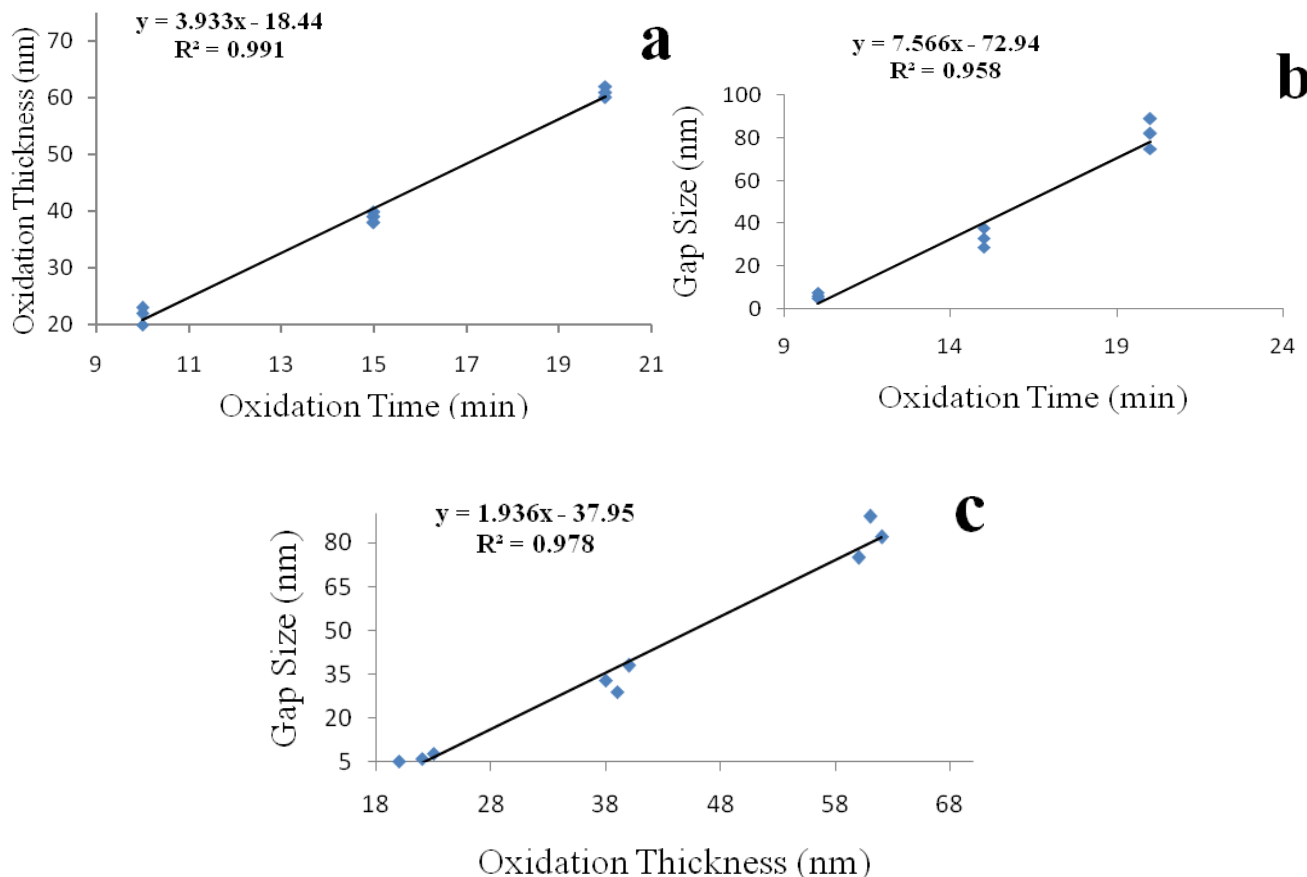 y = 3.933x - 18.44
R² = 0.991
a
Oxidation Thickness (nm)
70
60
50
40
30
20
9 11 13 15 17 19 21
Oxidation Time (min)
y = 7.566x - 72.94
R² = 0.958
b
Gap Size (nm)
100
80
60
40
20
0
9 14 19 24
Oxidation Time (min)
y = 1.936x - 37.95
R² = 0.978
c
Gap Size (nm)
80
65
50
35
20
5
18 28 38 48 58 68
Oxidation Thickness (nm)